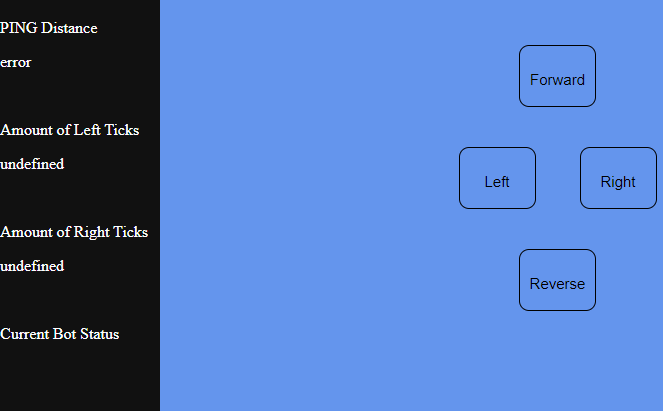 PING Distance
error
Amount of Left Ticks
undefined
Amount of Right Ticks
undefined
Current Bot Status
Forward
Left
Right
Reverse